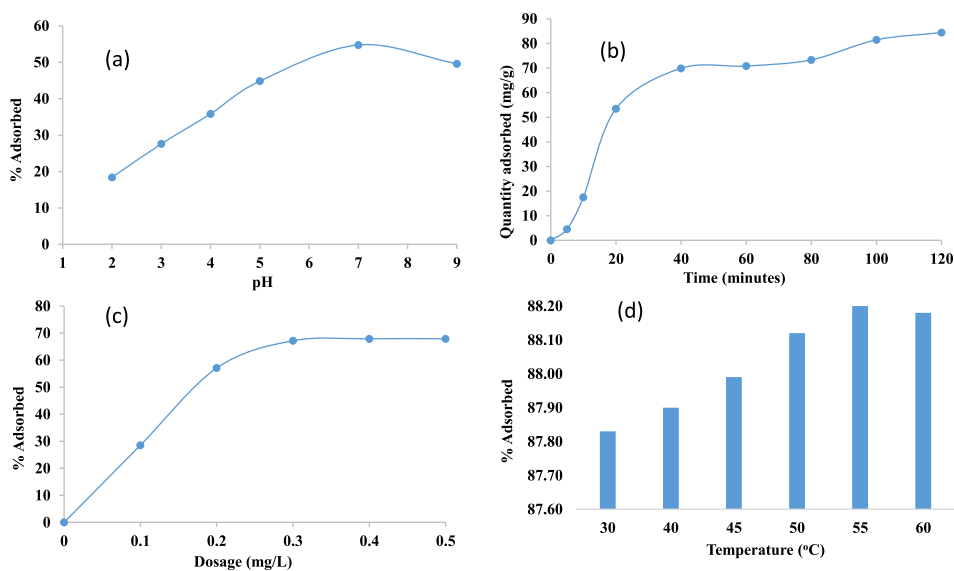 (a)
60
50
40
30
20
10
0
% Adsorbed
1 2 3 4 5 6 7 8 9
pH
(b)
90
80
70
60
50
40
30
20
10
0
Quantity adsorbed (mg/g)
0 20 40 60 80 100 120
Time (minutes)
(c)
80
70
60
50
40
30
20
10
0
% Adsorbed
0 0.1 0.2 0.3 0.4 0.5
Dosage (mg/L)
(d)
88.20
88.10
88.00
87.90
87.80
87.70
87.60
% Adsorbed
30 40 45 50 55 60
Temperature (oC)